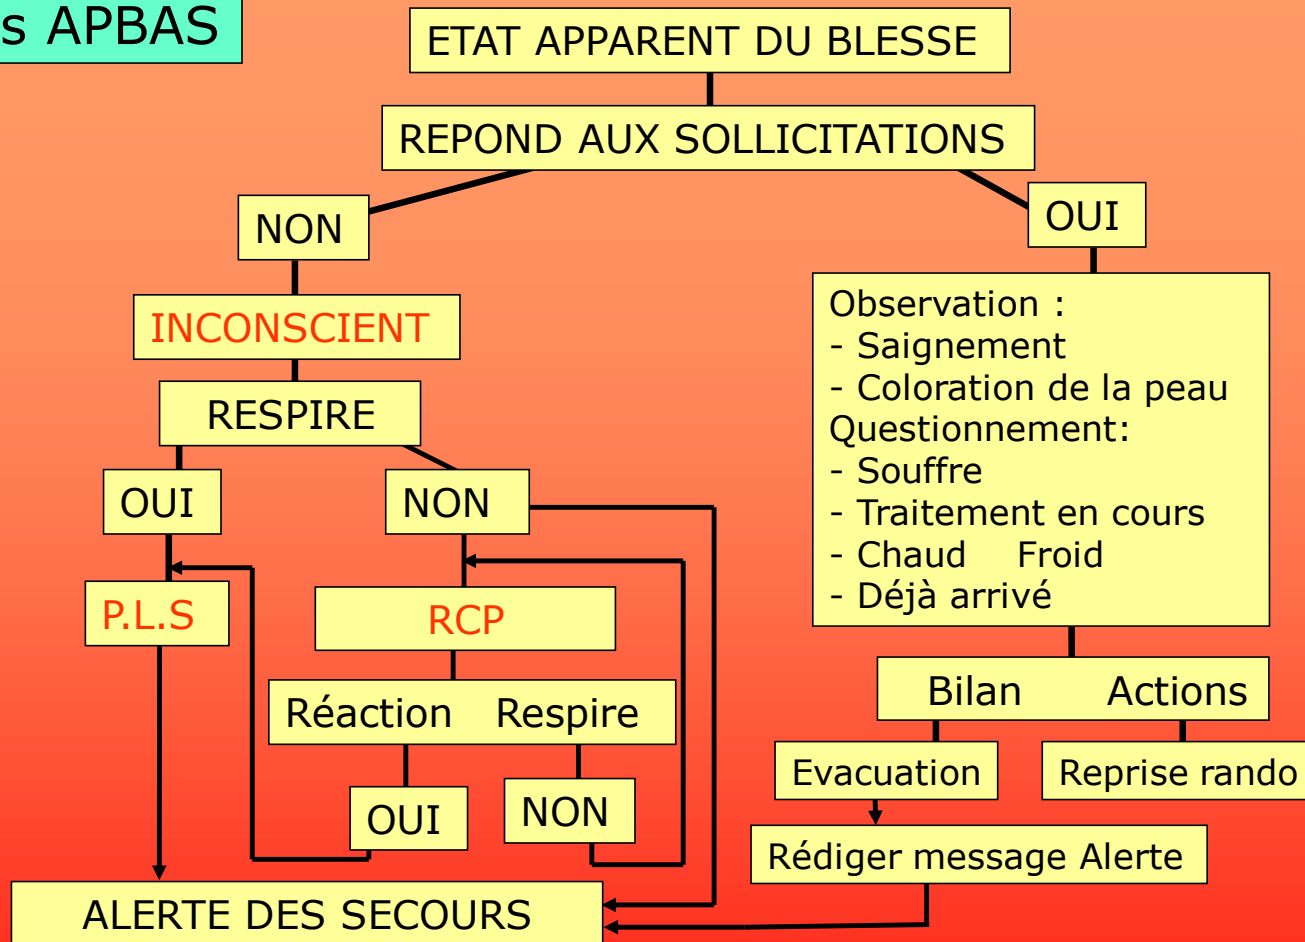 s APBAS
ETAT APPARENT DU BLESSE
REPOND AUX SOLLICITATIONS
NON
OUI
INCONSCIENT
RESPIRE
OUI
NON
P.L.S
RCP
Réaction Respire
OUI
NON
Observation :
- Saignement
- Coloration de la peau
Questionnement:
- Souffre
- Traitement en cours
- Chaud Froid
- Déjà arrivé
Bilan Actions
Evacuation
Reprise rando
Rédiger message Alerte
ALERTE DES SECOURS